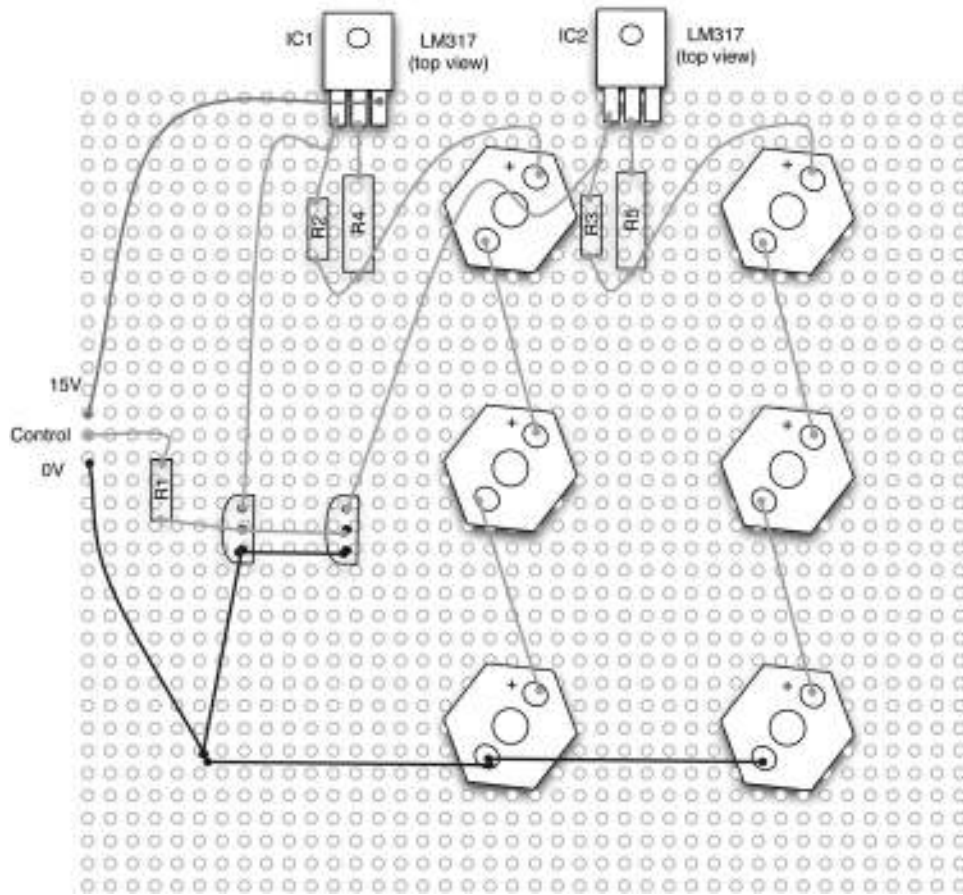 IC1
LM317
(top view)
IC2
LM317
(top view)
+
+
R2
R4
R3
R5
15V
Control
0V
+
+
R1
+
+